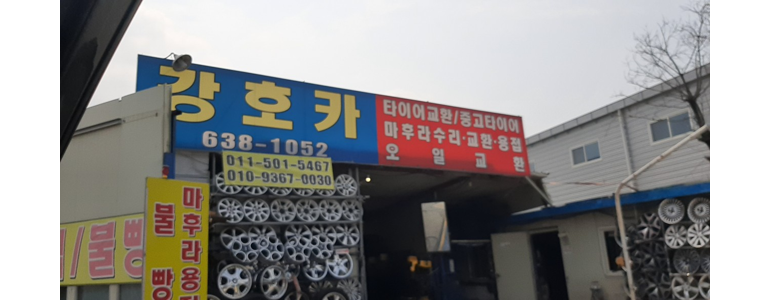 강호카
638-1052
타이어교환/중고타이어
마후라수리·교환·용접
오일교환
011-501-5467
010-9367-0030
마후라용
불빵
/불빵